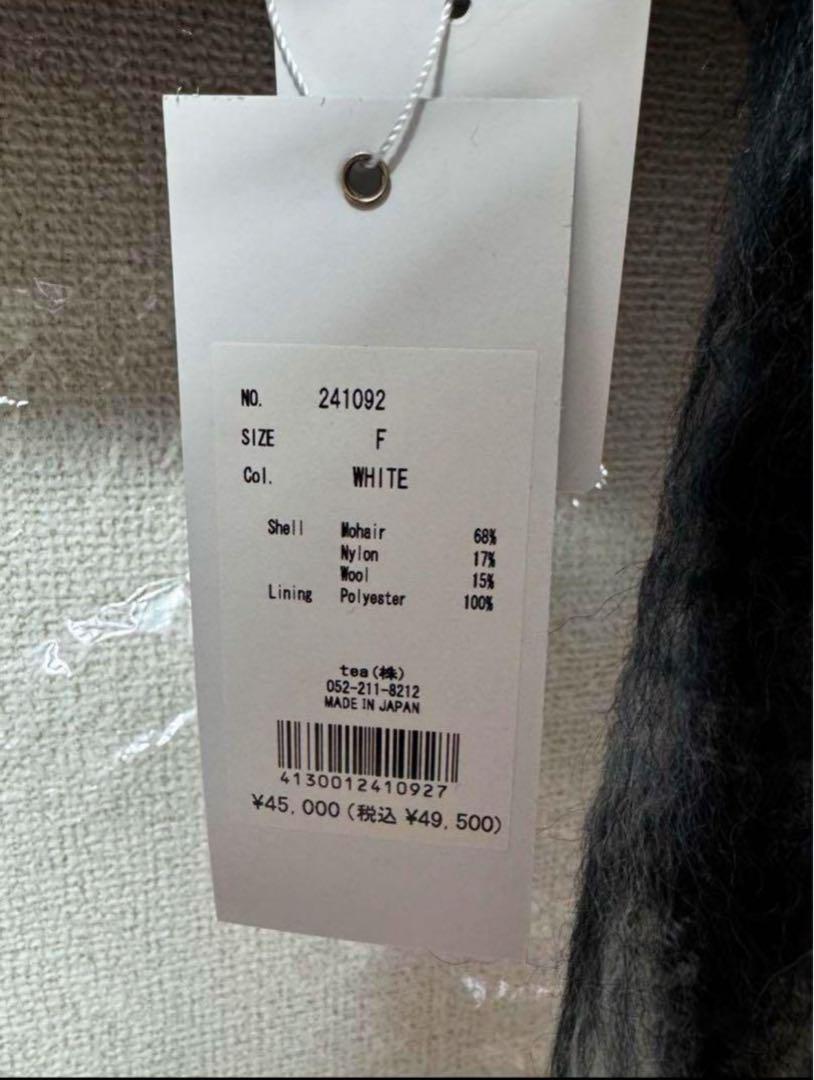 NO. 241092
SIZE F
Col. WHITE
Shell Mohair 68%
Nylon 17%
Wool 15%
Lining Polyester 100%
tea(株)
052-211-8212
MADE IN JAPAN
4130012410927
¥45,000(税込 ¥49,500)